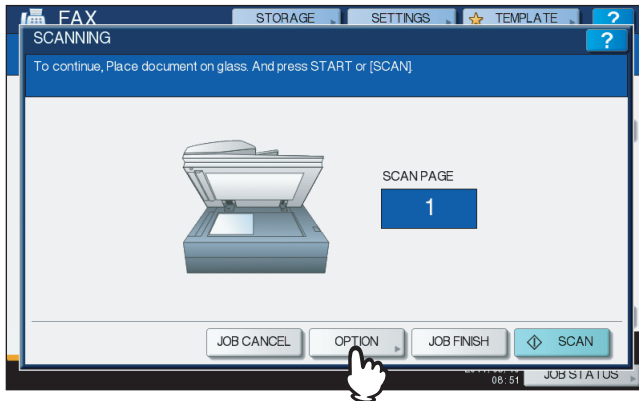 FAX STORAGE SETTINGS TEMPLATE ?
SCANNING ?
To continue, Place document on glass. And press START or [SCAN].
SCAN PAGE
1
JOB CANCEL OPTION JOB FINISH SCAN
06:51 JOB STATUS